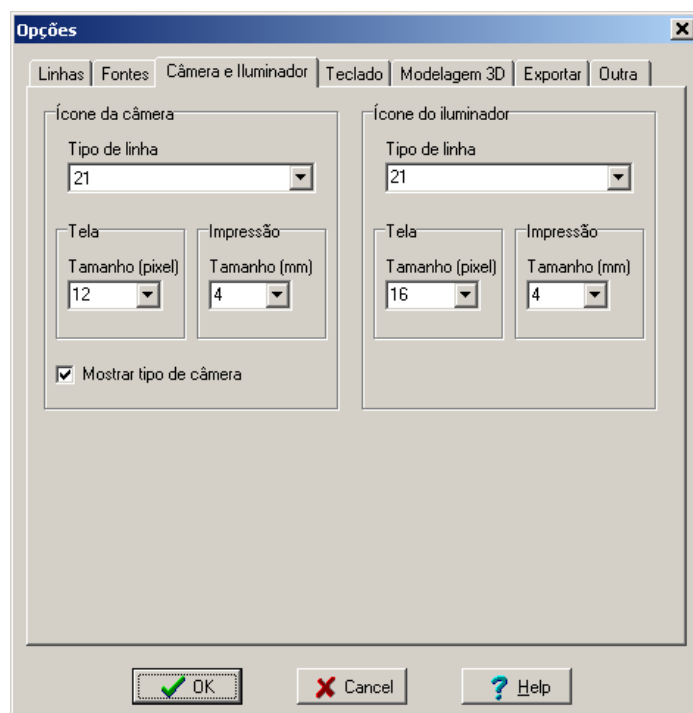 Opções
Linhas Fontes Câmera e Iluminador Teclado Modelagem 3D Exportar Outra
Ícone da câmera
Tipo de linha
21
Tela
Tamanho (pixel)
12
Impressão
Tamanho (mm)
4
Mostrar tipo de câmera
Ícone do iluminador
Tipo de linha
21
Tela
Tamanho (pixel)
16
Impressão
Tamanho (mm)
4
OK Cancel Help